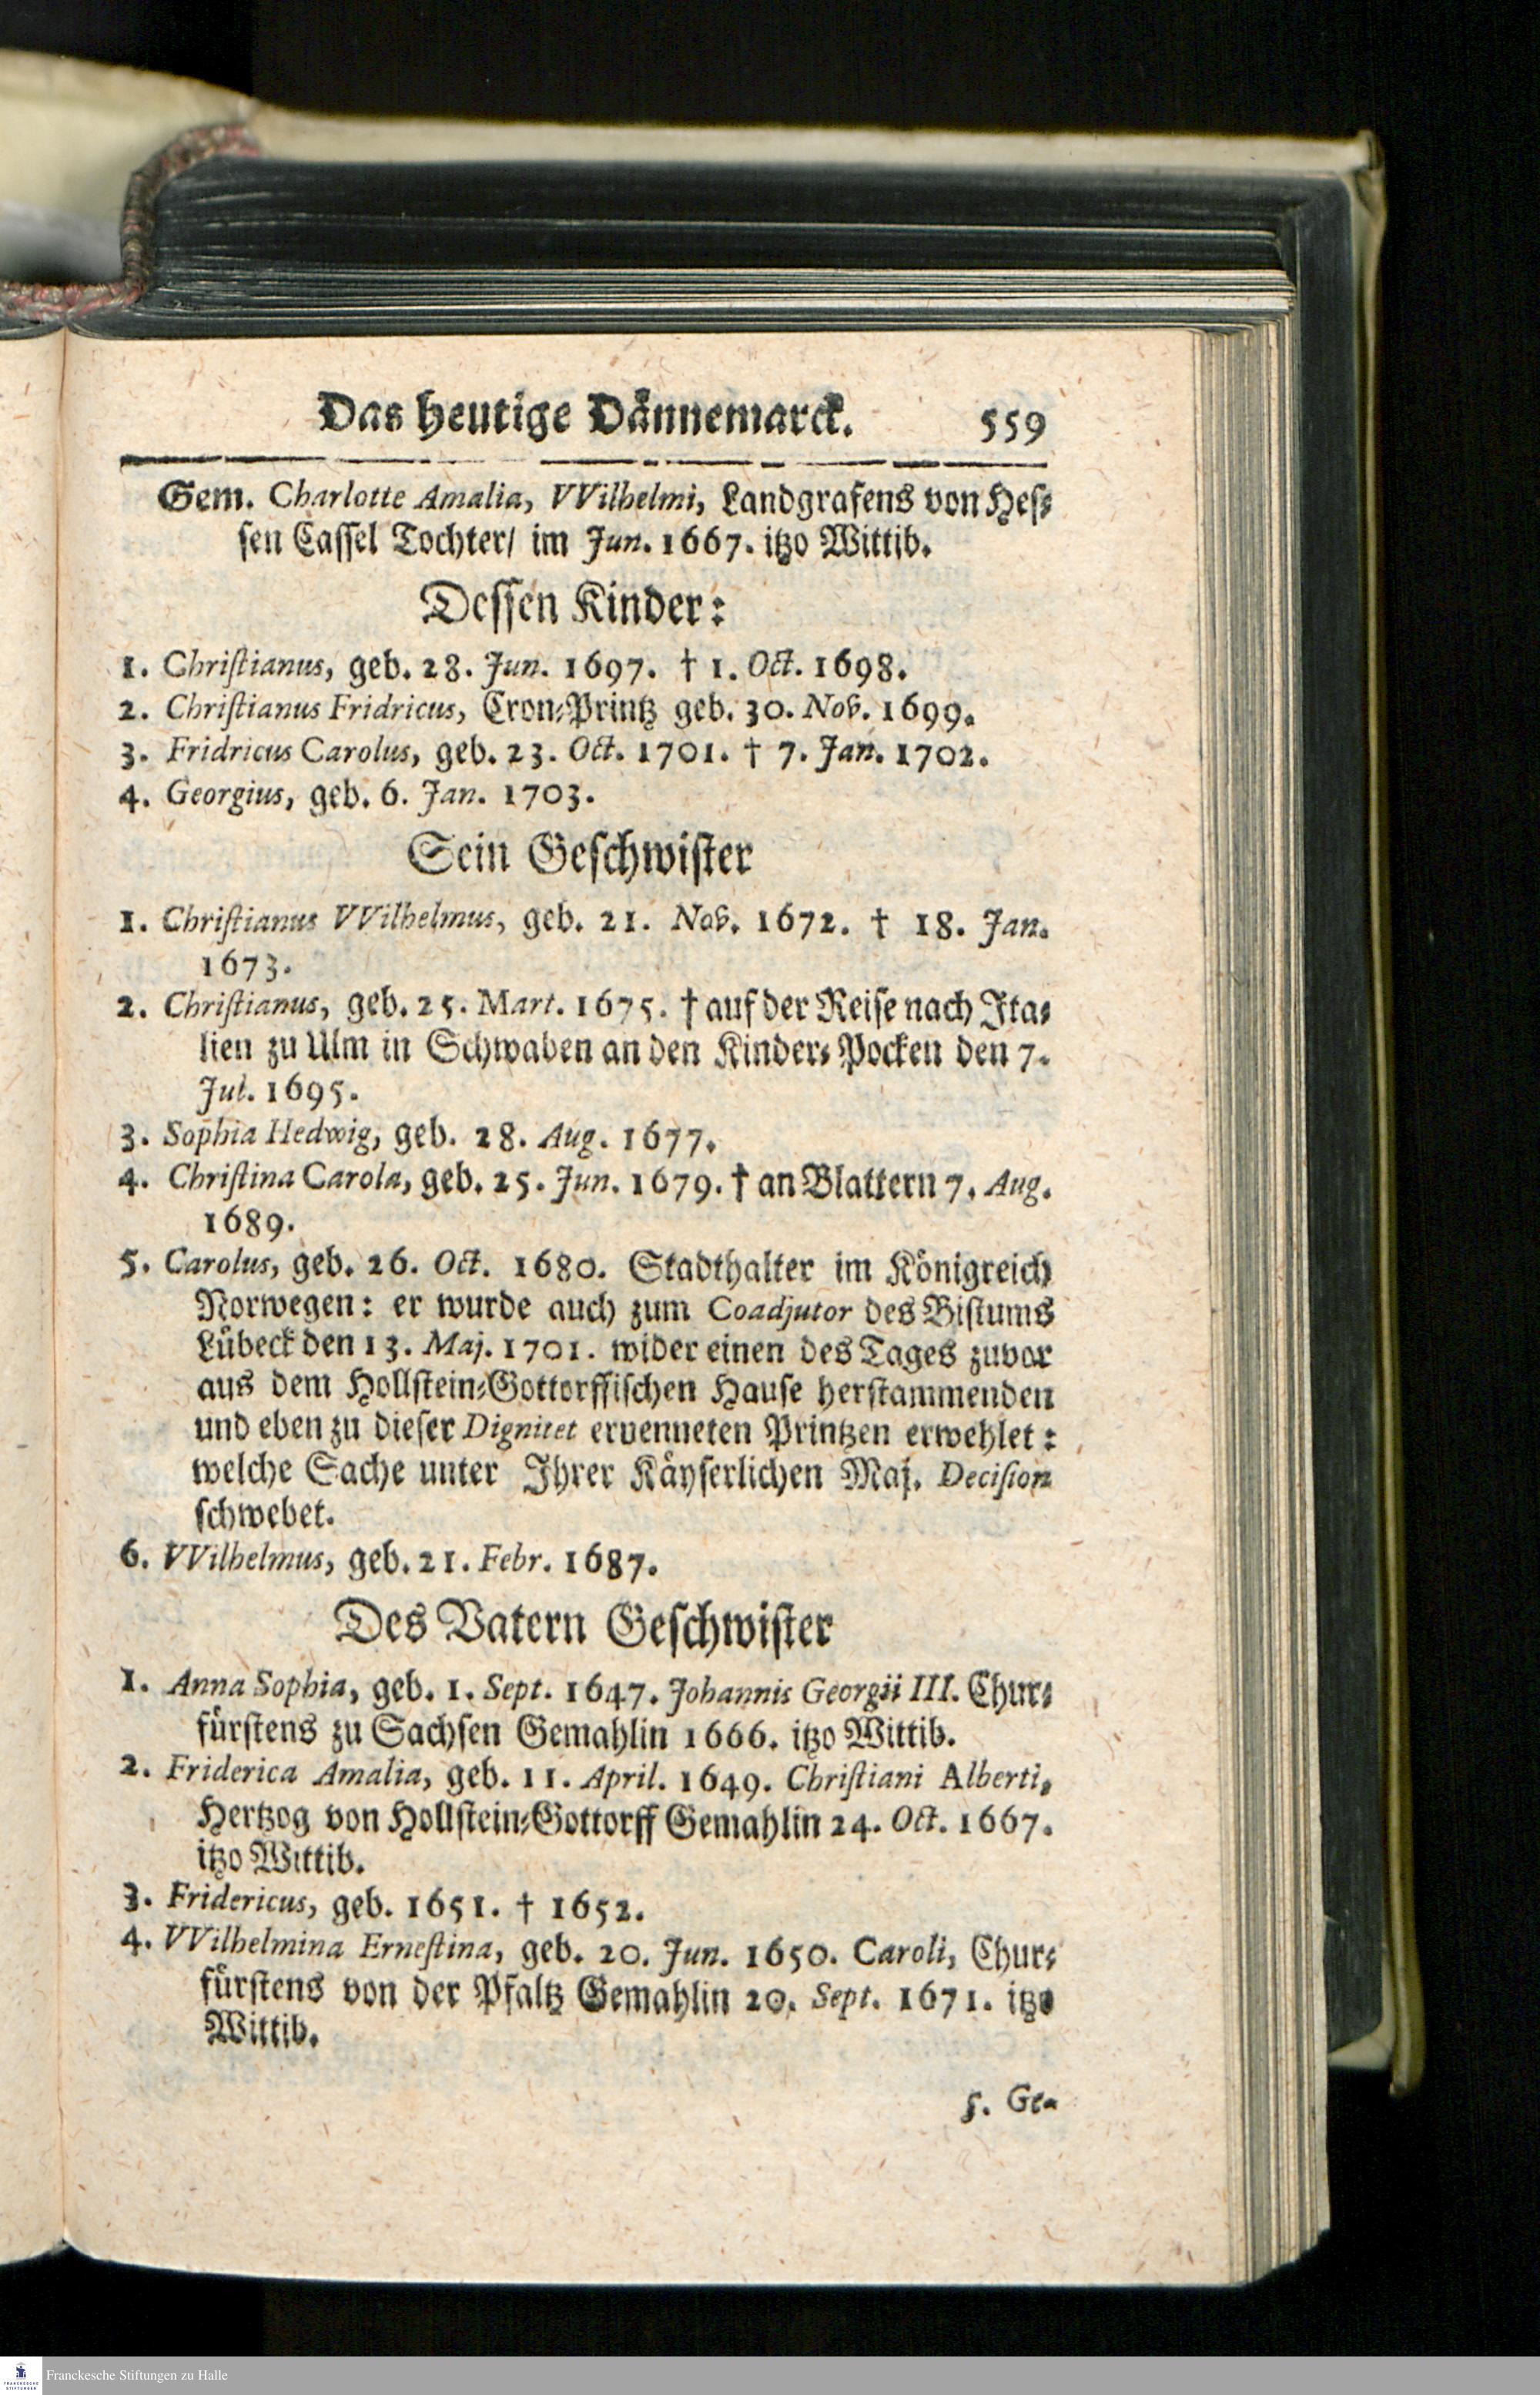 Das heutige Dännemarck. 559
Gem. Charlotte Amalia, VVilhelmi, Landgrafens von Hes-
sen Cassel Tochter/ im Jun. 1667. itzo Wittib.
Dessen Kinder:
1. Christianus, geb. 28. Jun. 1697. † 1. Oct. 1698.
2. Christianus Fridricus, Cron-Printz geb. 30. Nov. 1699.
3. Fridricus Carolus, geb. 23. Oct. 1701. † 7. Jan. 1702.
4. Georgius, geb. 6. Jan. 1703.
Sein Geschwister
1. Christianus VVilhelmus, geb. 21. Nov. 1672. † 18. Jan.
1673.
2. Christianus, geb. 25. Mart. 1675. † auf der Reise nach Ita-
lien zu Ulm in Schwaben an den Kinder-Pocken den 7.
Jul. 1695.
3. Sophia Hedwig, geb. 28. Aug. 1677.
4. Christina Carola, geb. 25. Jun. 1679. † an Blattern 7. Aug.
1689.
5. Carolus, geb. 26. Oct. 1680. Stadthalter im Königreich
Norwegen: er wurde auch zum Coadjutor des Bistums
Lübeck den 13. Maj. 1701. wider einen des Tages zuvor
aus dem Hollstein-Gottorffischen Hause herstammenden
und eben zu dieser Dignitet ervenneten Printzen erwehlet:
welche Sache unter Ihrer Käyserlichen Maj. Decision
schwebet.
6. VVilhelmus, geb. 21. Febr. 1687.
Des Vatern Geschwister
1. Anna Sophia, geb. 1. Sept. 1647. Johannis Georgii III. Chur-
fürstens zu Sachsen Gemahlin 1666. itzo Wittib.
2. Friderica Amalia, geb. 11. April. 1649. Christiani Alberti,
Hertzog von Hollstein-Gottorff Gemahlin 24. Oct. 1667.
itzo Wittib.
3. Fridericus, geb. 1651. † 1652.
4. VVilhelmina Ernestina, geb. 20. Jun. 1650. Caroli, Chur-
fürstens von der Pfaltz Gemahlin 20. Sept. 1671. itzo
Wittib.
5. Ge-
Franckesche Stiftungen zu Halle
FRANCKESCHE
STIFTUNGEN